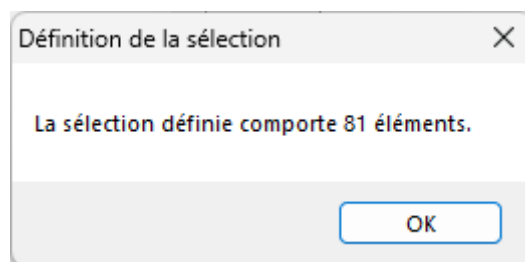 Définition de la sélection
La sélection définie comporte 81 éléments.
OK